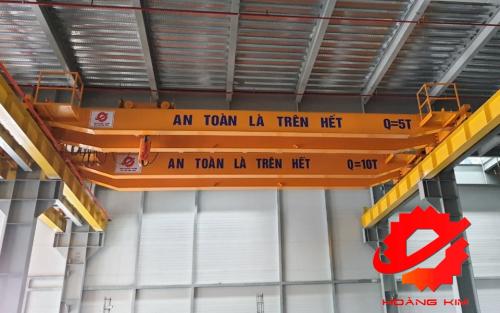 AN TOÀN LÀ TRÊN HẾT Q=5T
AN TOÀN LÀ TRÊN HẾT Q=10T
HOÀNG KIM